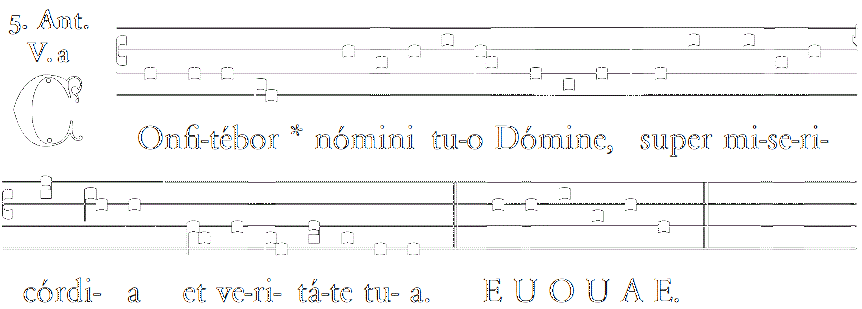 5. Ant.
V. a
COnfi-tébor * nómini tu-o Dómine, super mi-se-ri-
córdi- a et ve-ri- tá-te tu- a. E U O U A E.